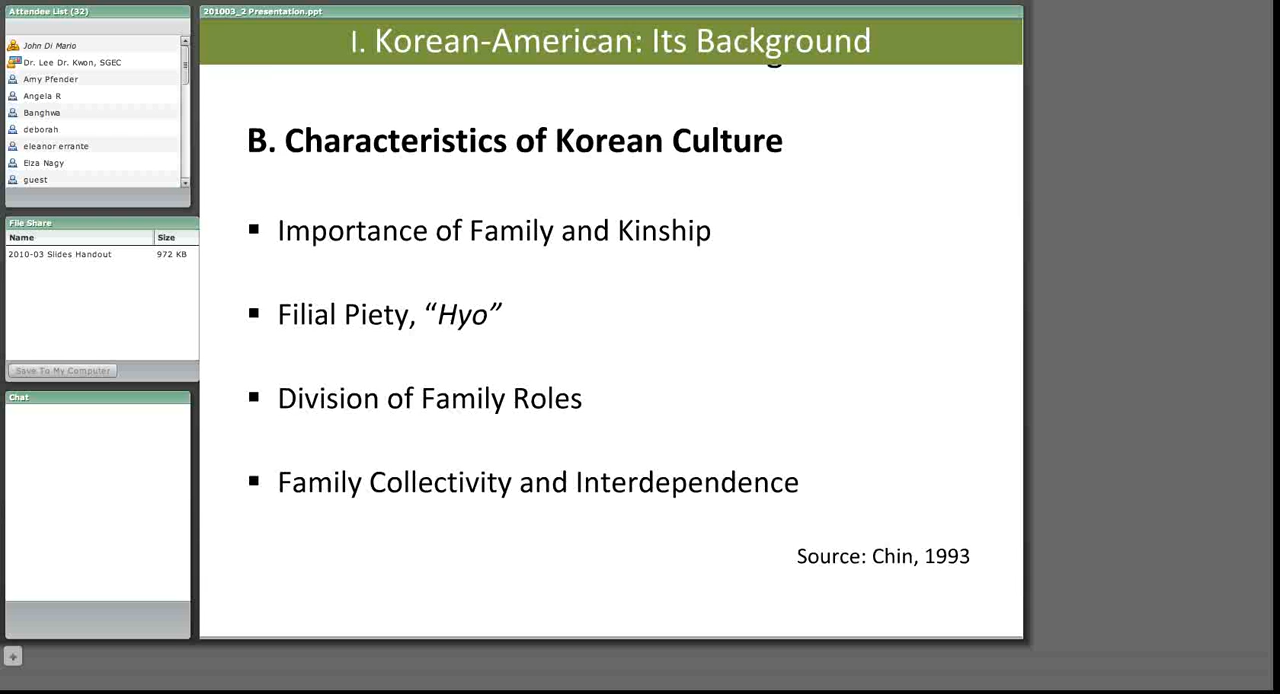 Attendee List (32)
John Di Mario
Dr. Lee Dr. Kwon, SGEC
Amy Pfender
Angela R
Banghwa
deborah
eleanor errante
Elza Nagy
guest
File Share
Name Size
2010-03 Slides Handout 972 KB
Save To My Computer
Chat
201003_2 Presentation.ppt
I. Korean-American: Its Background
B. Characteristics of Korean Culture
▪ Importance of Family and Kinship
▪ Filial Piety, “Hyo”
▪ Division of Family Roles
▪ Family Collectivity and Interdependence
Source: Chin, 1993